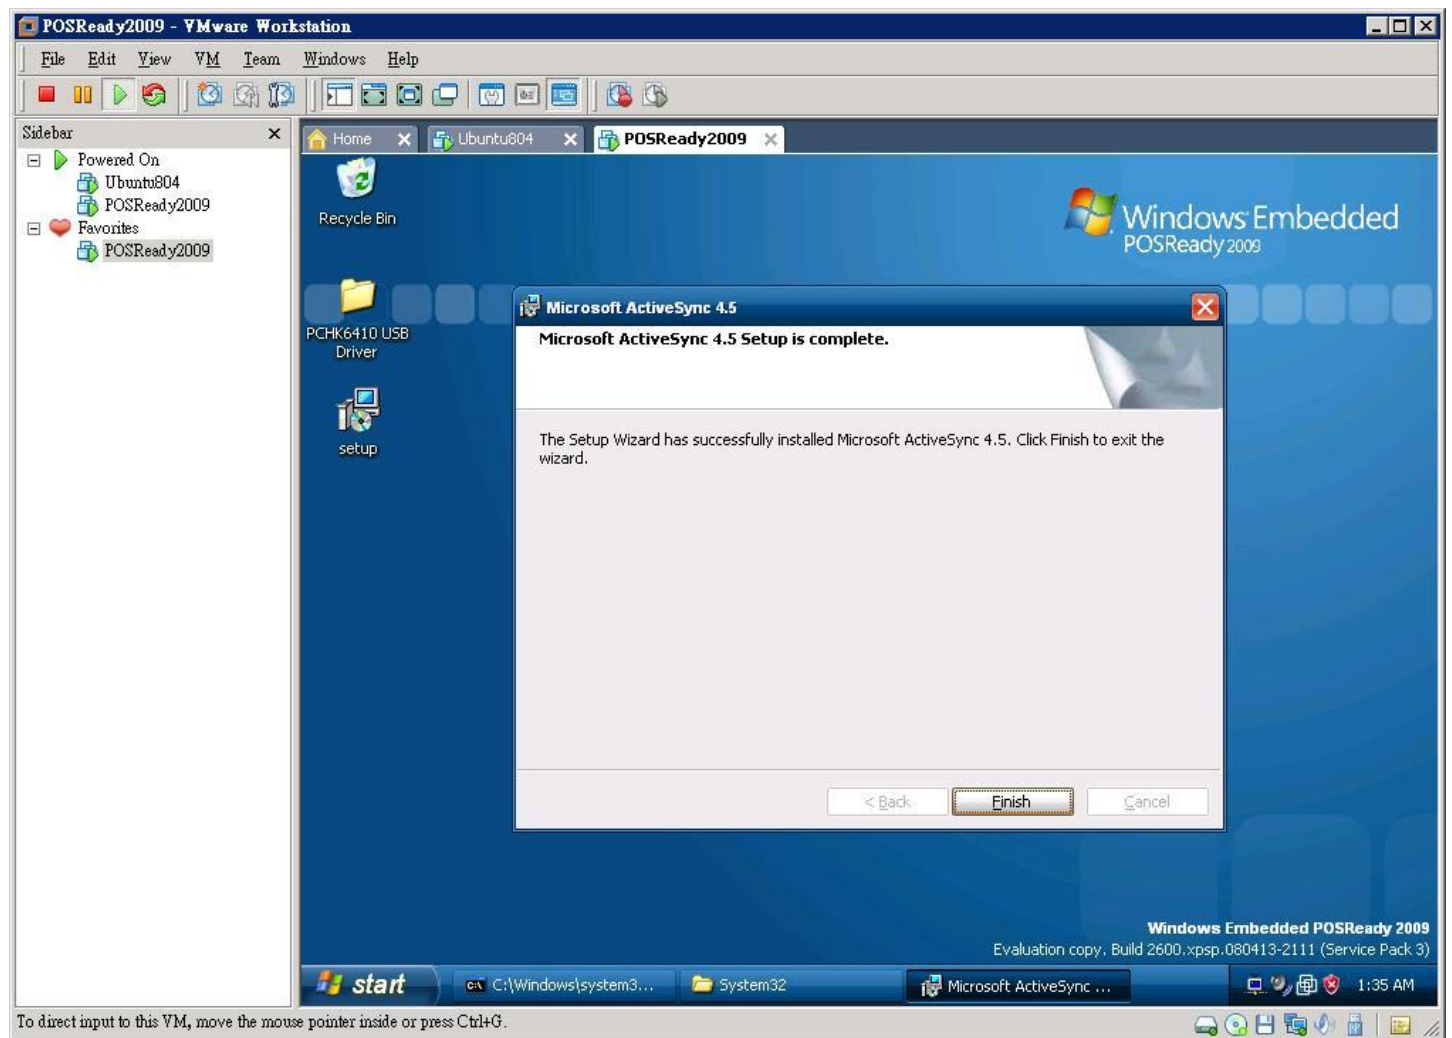 POSReady2009 - VMware Workstation
File Edit View VM Team Windows Help
Sidebar
Powered On
Ubuntu804
POSReady2009
Favorites
POSReady2009
Home Ubuntu804 POSReady2009
Recycle Bin
Windows Embedded
POSReady 2009
PCHK6410 USB
Driver
setup
Microsoft ActiveSync 4.5
Microsoft ActiveSync 4.5 Setup is complete.
The Setup Wizard has successfully installed Microsoft ActiveSync 4.5. Click Finish to exit the
wizard.
< Back Finish Cancel
Windows Embedded POSReady 2009
Evaluation copy. Build 2600.xpsp.080413-2111 (Service Pack 3)
start C:\Windows\system3... System32 Microsoft ActiveSync ... 1:35 AM
To direct input to this VM, move the mouse pointer inside or press Ctrl+G.